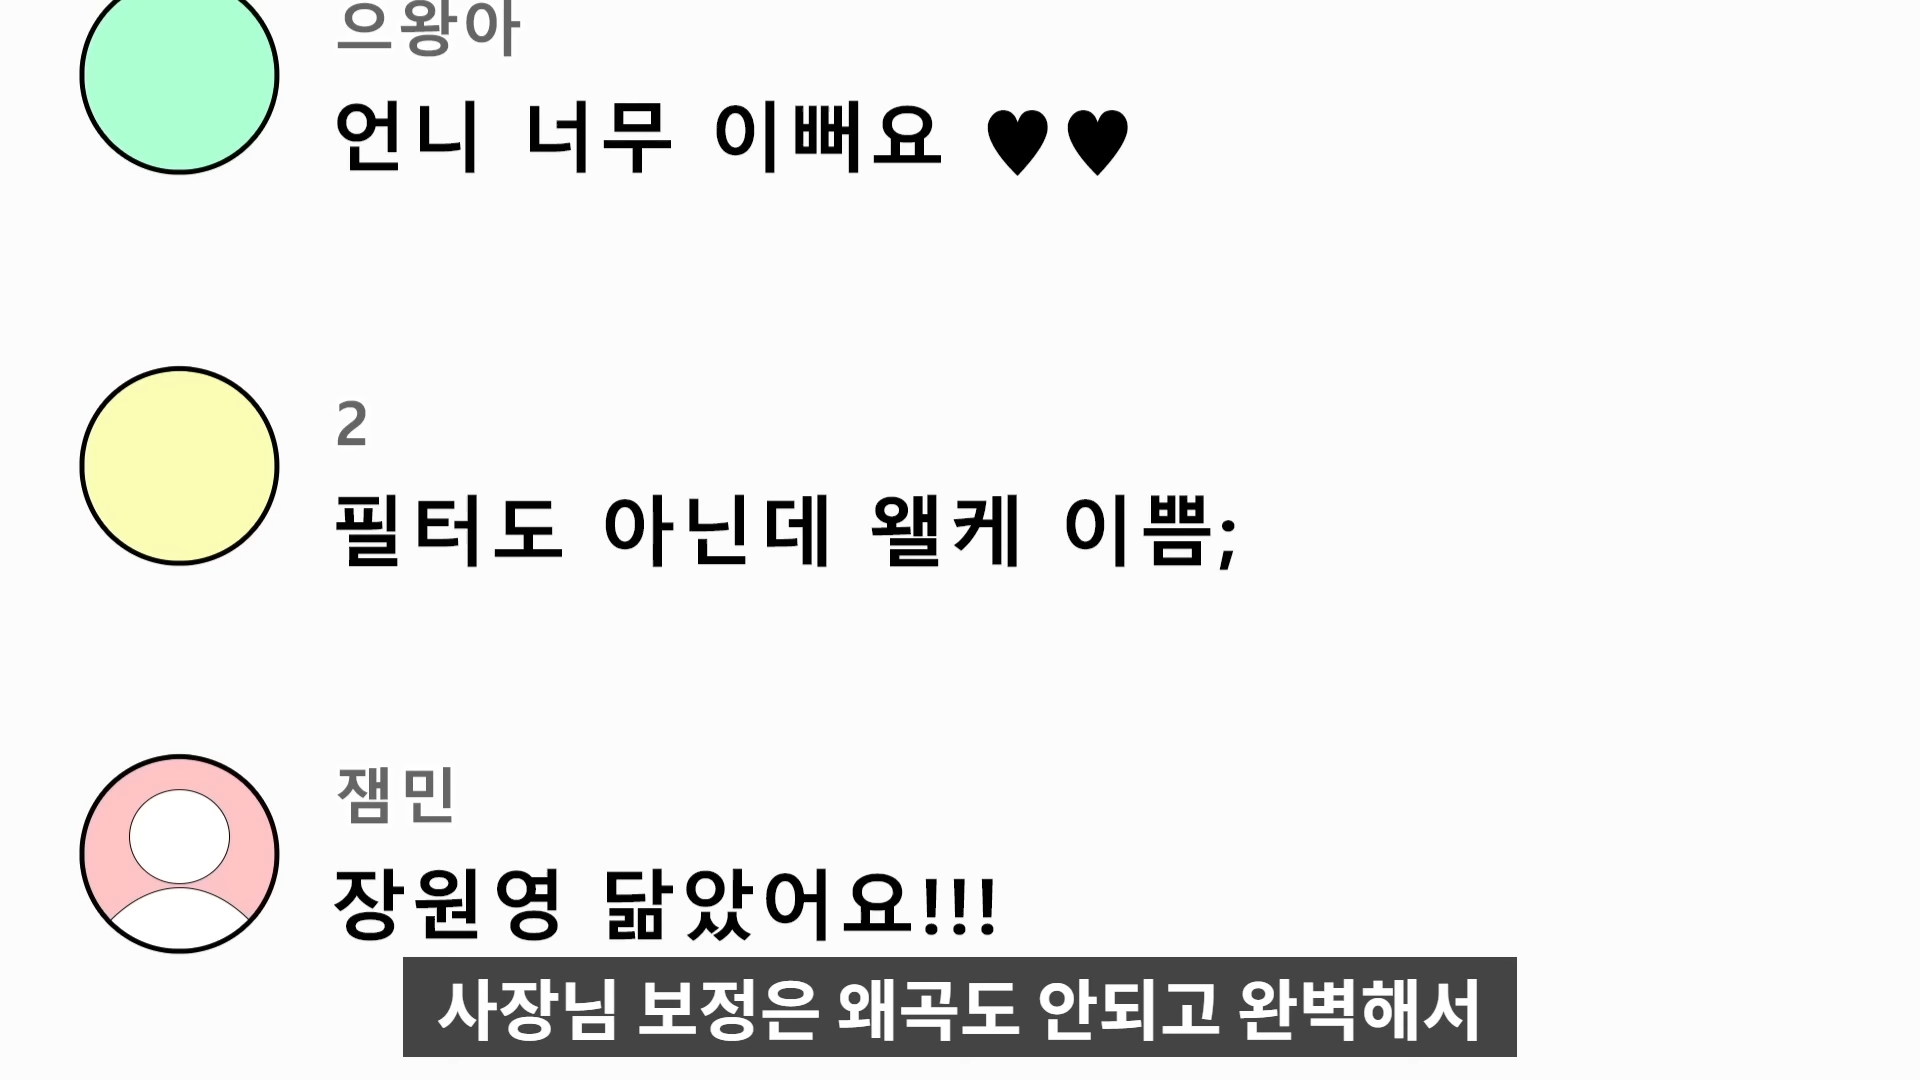 으왕아
언니 너무 이뻐요 ♥♥
2
필터도 아닌데 왤케 이쁨;
잼민
장원영 닮았어요!!!
사장님 보정은 왜곡도 안되고 완벽해서